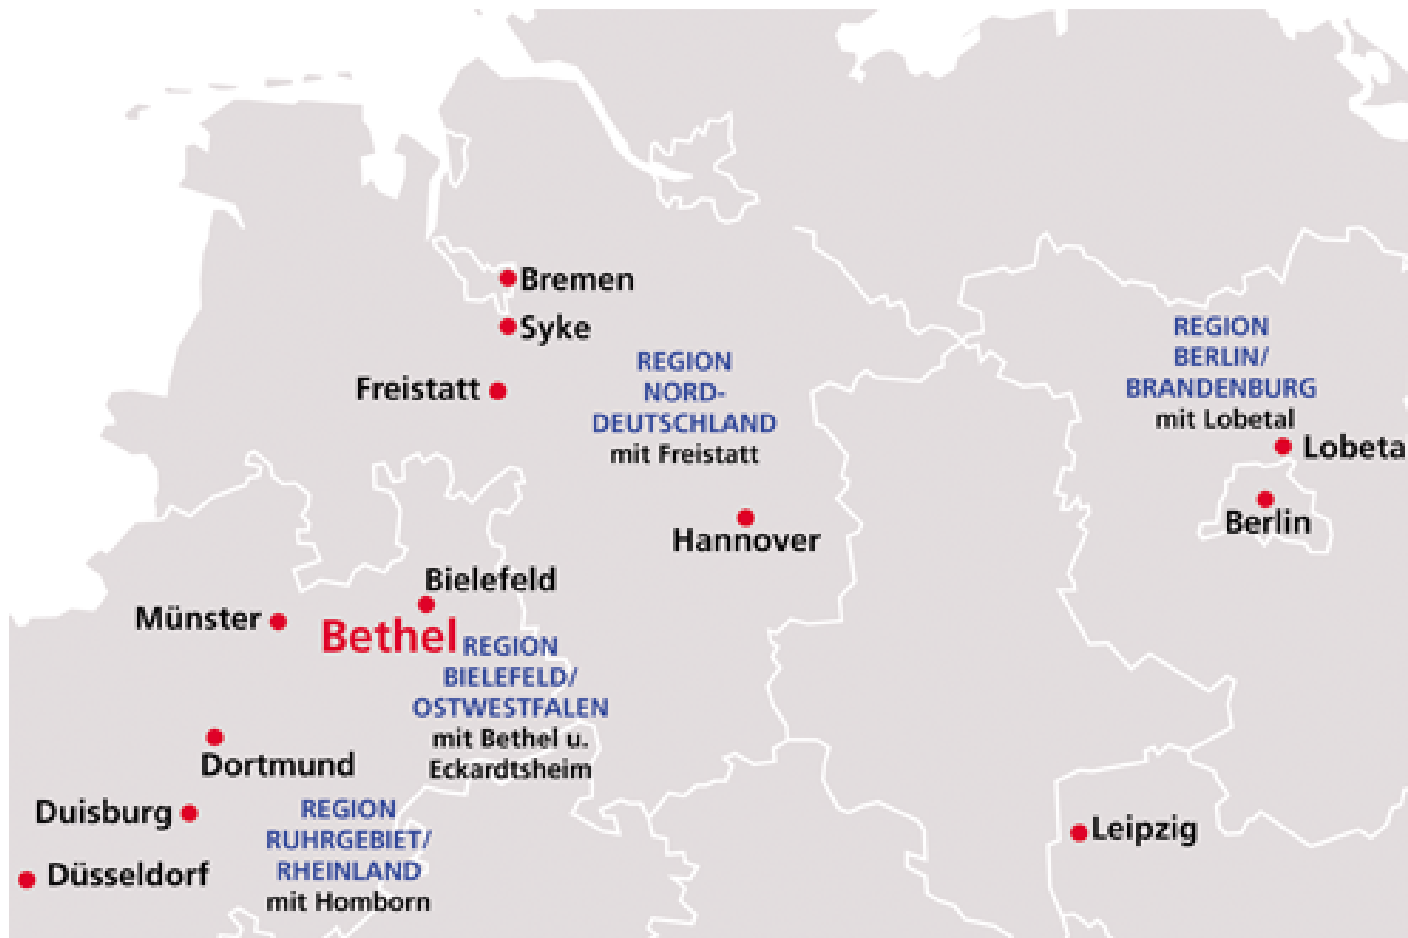 Bremen
Syke
Freistatt
REGION
NORD-
DEUTSCHLAND
mit Freistatt
REGION
BERLIN/
BRANDENBURG
mit Lobetal
Lobeta
Berlin
Hannover
Bielefeld
Münster
Bethel
REGION
BIELEFELD/
OSTWESTFALEN
mit Bethel u.
Eckardtsheim
Dortmund
Duisburg
Düsseldorf
REGION
RUHRGEBIET/
RHEINLAND
mit Homborn
Leipzig